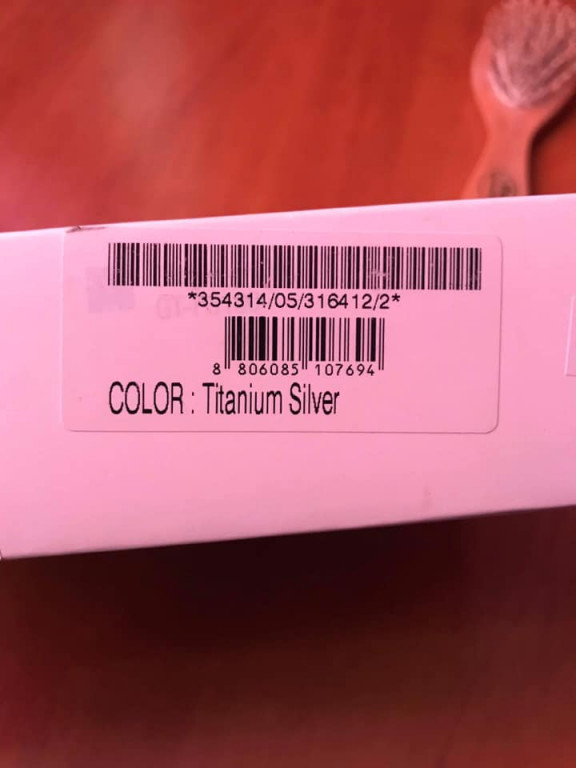 *354314/05/316412/2*
8 806085 107694
COLOR : Titanium Silver